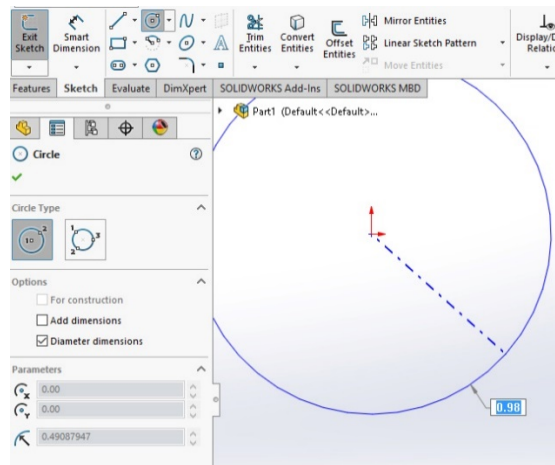 Exit
Sketch
Smart
Dimension
Trim
Entities
Convert
Entities
Offset
Entities
Mirror Entities
Linear Sketch Pattern
Move Entities
Display/D
Relatio
Features
Sketch
Evaluate
DimXpert
SOLIDWORKS Add-Ins
SOLIDWORKS MBD
Part1 (Default<<Default>...
Circle
Circle Type
Options
For construction
Add dimensions
Diameter dimensions
Parameters
0.00
0.00
0.49087947
0.98